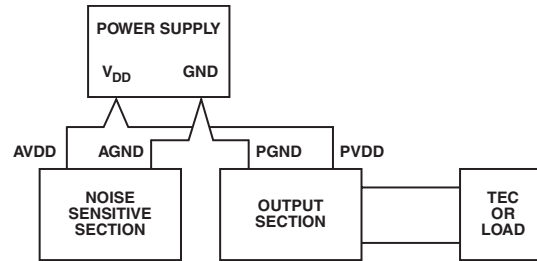 POWER SUPPLY
V_DD GND
AVDD AGND PGND PVDD
NOISE
SENSITIVE
SECTION
OUTPUT
SECTION
TEC
OR
LOAD